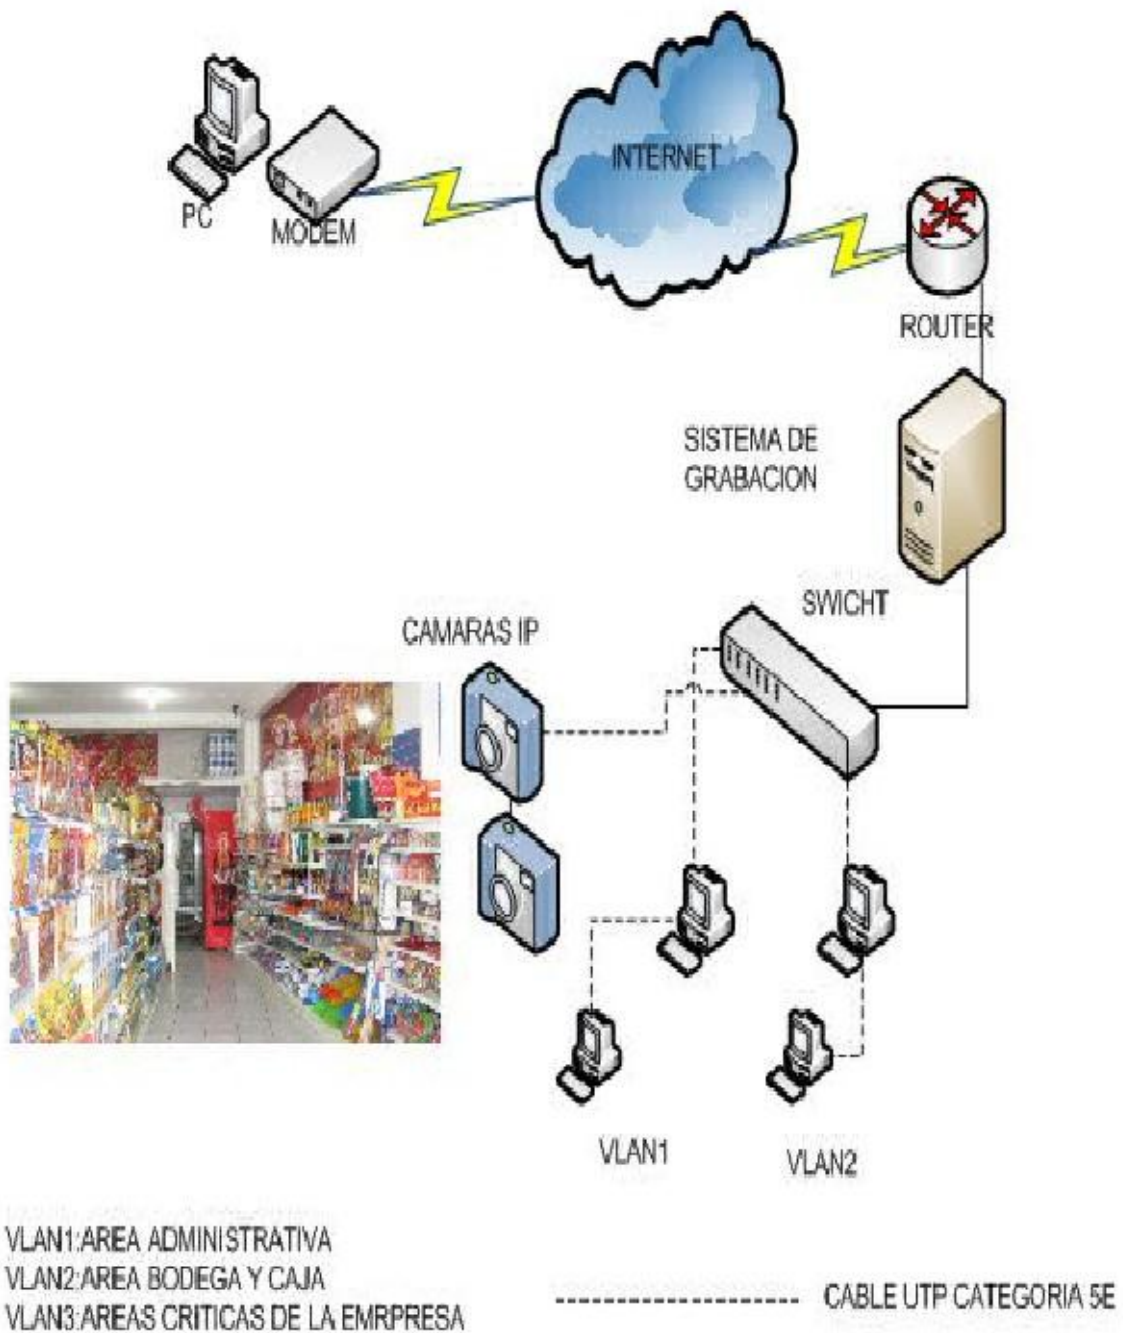 INTERNET
PC
MODEM
ROUTER
SISTEMA DE
GRABACION
SWICHT
CAMARAS IP
VLAN1
VLAN2
VLAN1:AREA ADMINISTRATIVA
VLAN2:AREA BODEGA Y CAJA
VLAN3:AREAS CRITICAS DE LA EMRPRESA
CABLE UTP CATEGORIA 5E